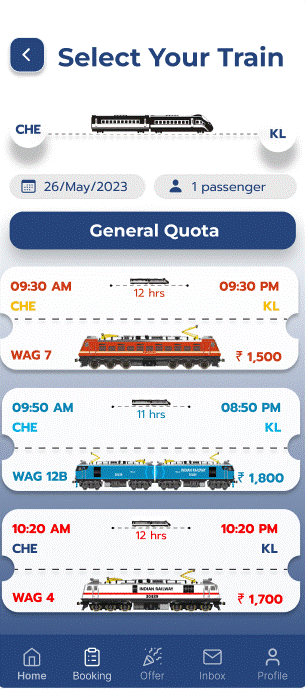 Select Your Train
CHE
KL
26/May/2023
1 passenger
General Quota
09:30 AM 09:30 PM
12 hrs
CHE KL
WAG 7 ₹ 1,500
09:50 AM 08:50 PM
11 hrs
CHE KL
WAG 12B ₹ 1,800
INDIAN RAILWAY
10:20 AM 10:20 PM
12 hrs
CHE KL
WAG 4 ₹ 1,700
INDIAN RAILWAY
Home Booking Offer Inbox Profile